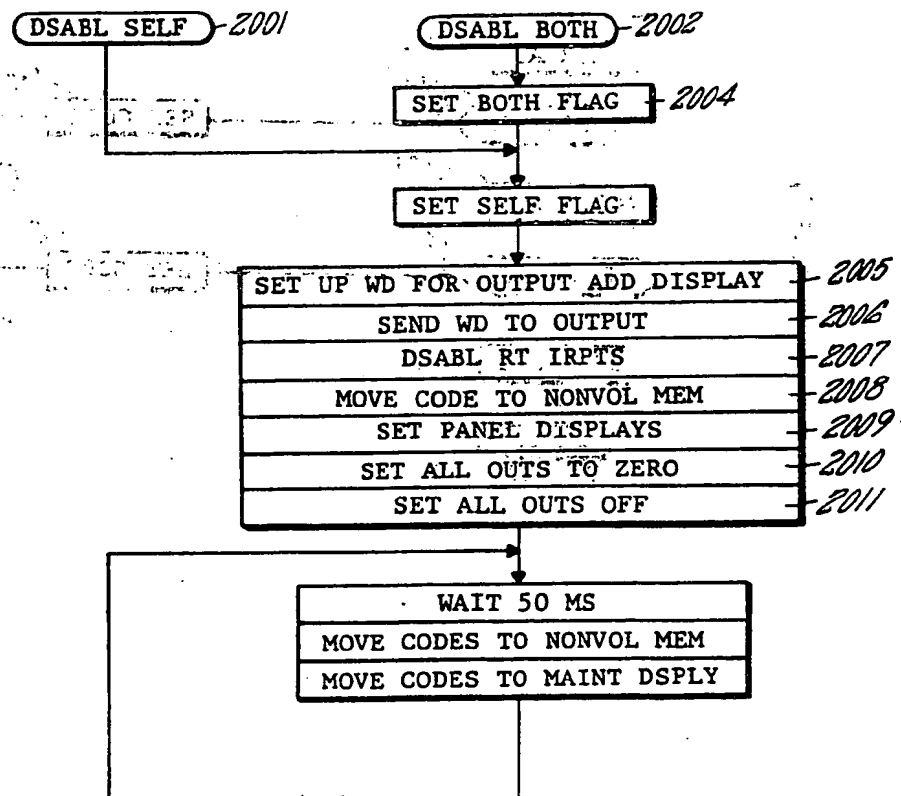 DSABL SELF 2001
DSABL BOTH 2002
SET BOTH FLAG 2004
SET SELF FLAG
SET UP WD FOR OUTPUT ADD DISPLAY 2005
SEND WD TO OUTPUT 2006
DSABL RT IRPTS 2007
MOVE CODE TO NONVOL MEM 2008
SET PANEL DISPLAYS 2009
SET ALL OUTS TO ZERO 2010
SET ALL OUTS OFF 2011
WAIT 50 MS
MOVE CODES TO NONVOL MEM
MOVE CODES TO MAINT DSPLY